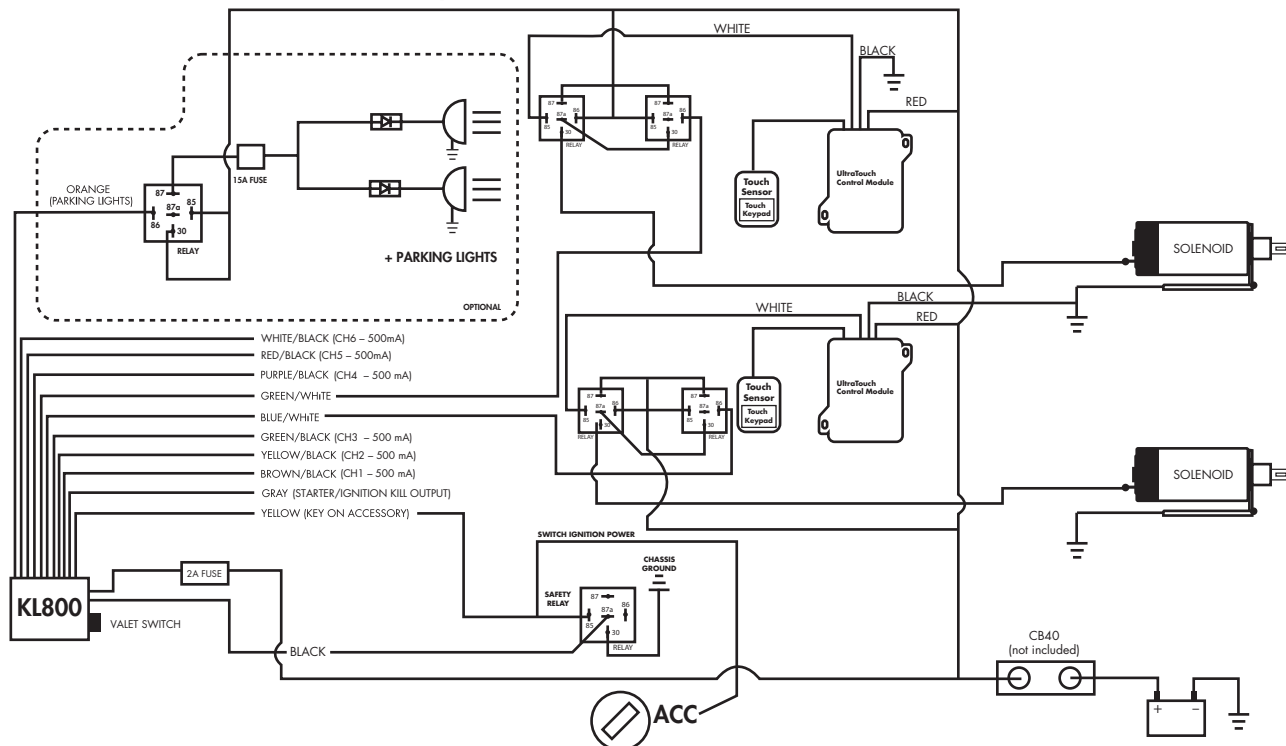 WHITE
BLACK
RED
87
85
87a
86
30
RELAY
87
86
87a
85
30
RELAY
Touch
Sensor
Touch
Keypad
UltraTouch
Control Module
15A FUSE
ORANGE
(PARKING LIGHTS)
87
87a
85
86
30
RELAY
+ PARKING LIGHTS
OPTIONAL
SOLENOID
WHITE
BLACK
RED
87
87a
86
85
30
RELAY
87
86
87a
85
30
RELAY
Touch
Sensor
Touch
Keypad
UltraTouch
Control Module
WHITE/BLACK (CH6 – 500mA)
RED/BLACK (CH5 – 500mA)
PURPLE/BLACK (CH4 – 500 mA)
GREEN/WHITE
BLUE/WHITE
GREEN/BLACK (CH3 – 500 mA)
YELLOW/BLACK (CH2 – 500 mA)
BROWN/BLACK (CH1 – 500 mA)
GRAY (STARTER/IGNITION KILL OUTPUT)
YELLOW (KEY ON ACCESSORY)
SOLENOID
SWITCH IGNITION POWER
CHASSIS
GROUND
SAFETY
RELAY
87
87a
86
85
30
RELAY
2A FUSE
KL800
VALET SWITCH
BLACK
ACC
CB40
(not included)
+ –